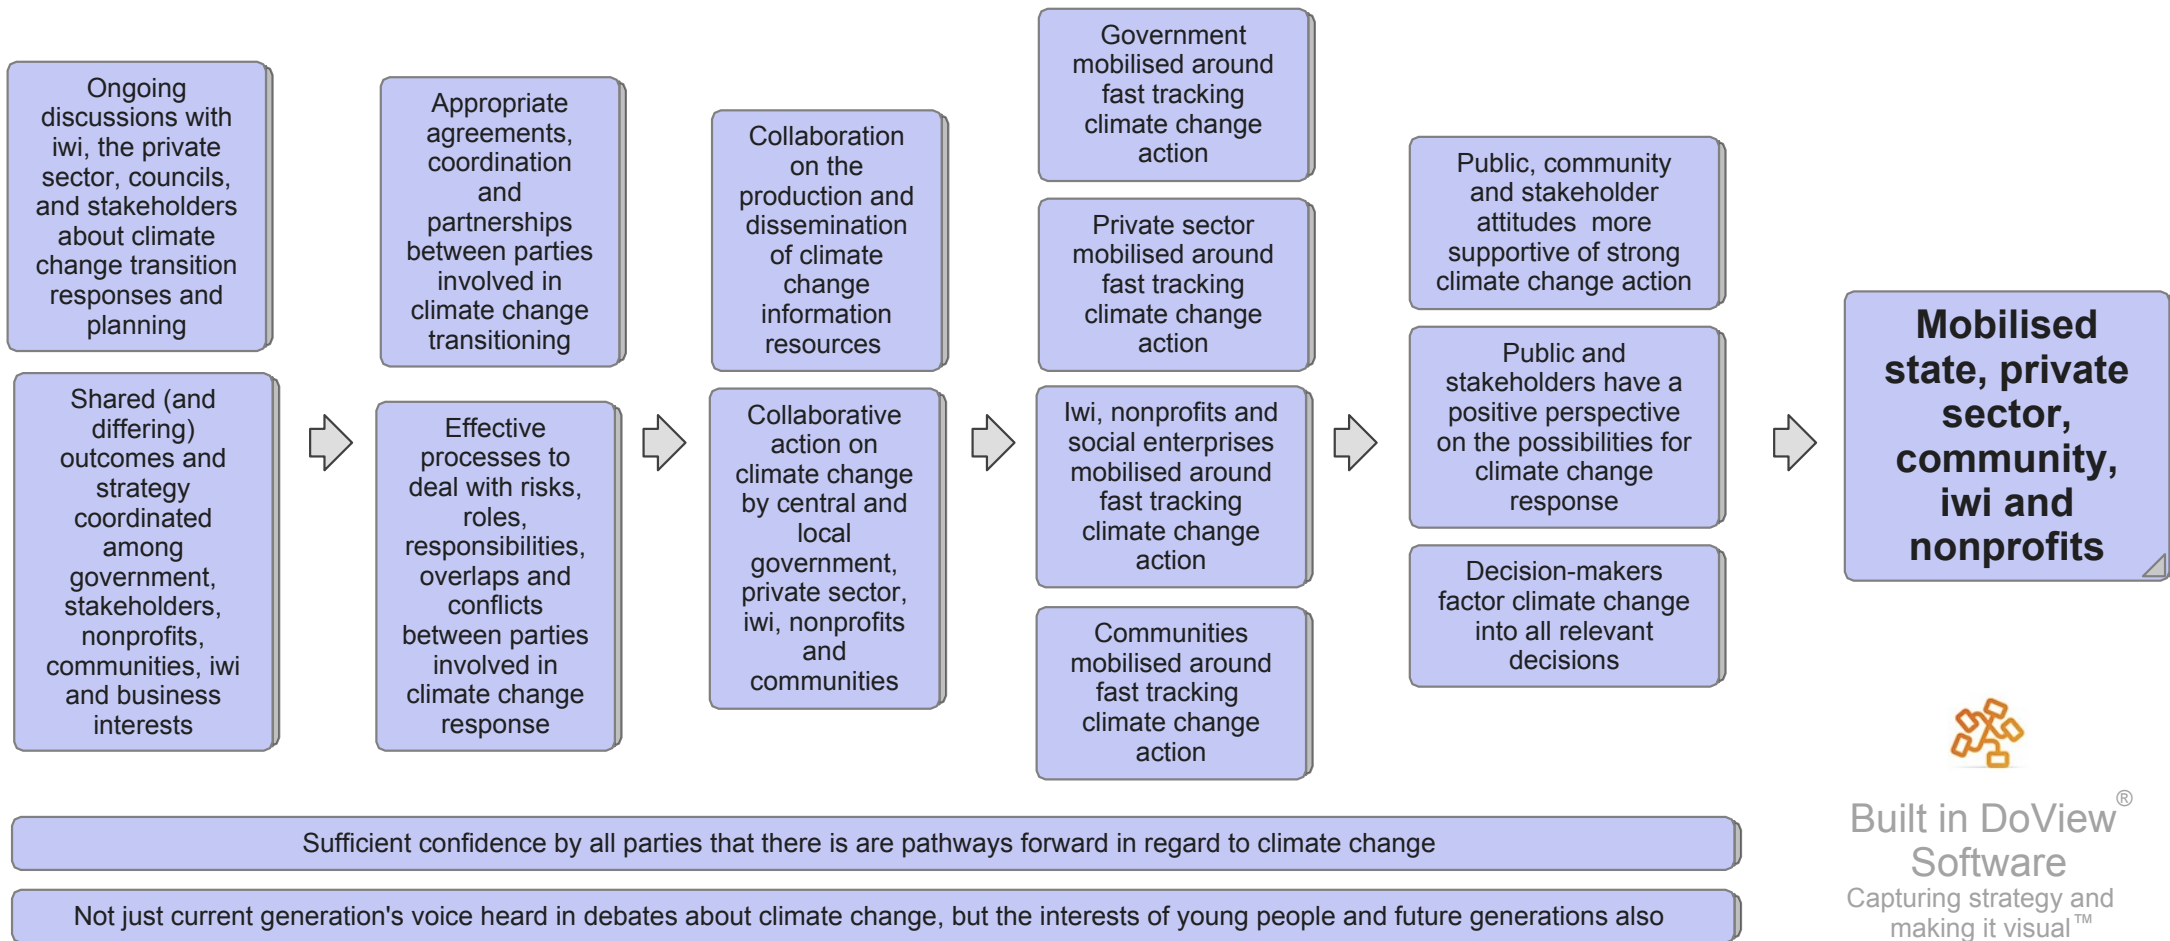 Ongoing
discussions with
iwi, the private
sector, councils,
and stakeholders
about climate
change transition
responses and
planning
Shared (and
differing)
outcomes and
strategy
coordinated
among
government,
stakeholders,
nonprofits,
communities, iwi
and business
interests
Appropriate
agreements,
coordination
and
partnerships
between parties
involved in
climate change
transitioning
Effective
processes to
deal with risks,
roles,
responsibilities,
overlaps and
conflicts
between parties
involved in
climate change
response
Collaboration
on the
production and
dissemination
of climate
change
information
resources
Collaborative
action on
climate change
by central and
local
government,
private sector,
iwi, nonprofits
and
communities
Government
mobilised around
fast tracking
climate change
action
Private sector
mobilised around
fast tracking
climate change
action
Iwi, nonprofits and
social enterprises
mobilised around
fast tracking
climate change
action
Communities
mobilised around
fast tracking
climate change
action
Public, community
and stakeholder
attitudes more
supportive of strong
climate change action
Public and
stakeholders have a
positive perspective
on the possibilities for
climate change
response
Decision-makers
factor climate change
into all relevant
decisions
Mobilised
state, private
sector,
community,
iwi and
nonprofits
Sufficient confidence by all parties that there is are pathways forward in regard to climate change
Not just current generation's voice heard in debates about climate change, but the interests of young people and future generations also
Built in DoView®
Software
Capturing strategy and
making it visual™